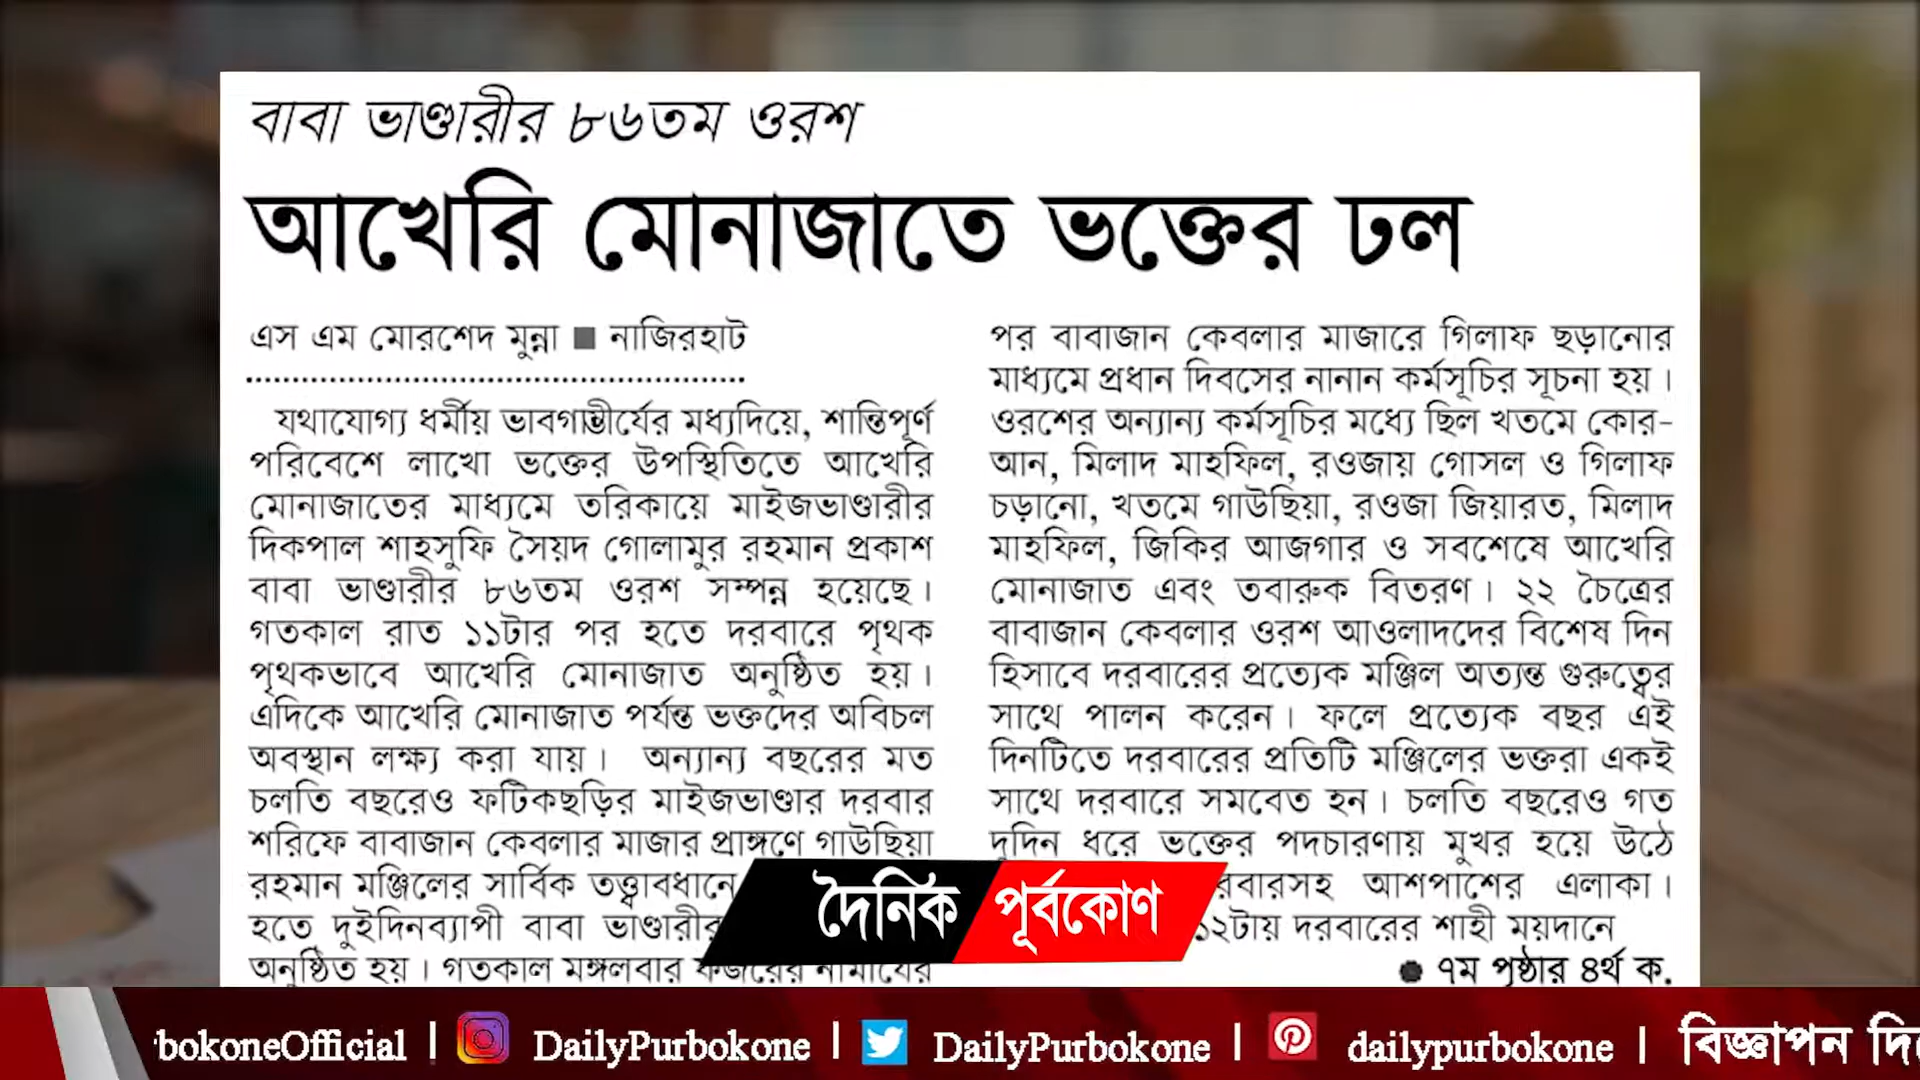 বাবা ভাণ্ডারীর ৮৬তম ওরশ
আখেরি মোনাজাতে ভক্তের ঢল
এস এম মোরশেদ মুন্না ■ নাজিরহাট
যথাযোগ্য ধর্মীয় ভাবগাম্ভীর্যের মধ্যদিয়ে, শান্তিপূর্ণ
পরিবেশে লাখো ভক্তের উপস্থিতিতে আখেরি
মোনাজাতের মাধ্যমে তরিকায়ে মাইজভাণ্ডারীর
দিকপাল শাহসুফি সৈয়দ গোলামুর রহমান প্রকাশ
বাবা ভাণ্ডারীর ৮৬তম ওরশ সম্পন্ন হয়েছে।
গতকাল রাত ১১টার পর হতে দরবারে পৃথক
পৃথকভাবে আখেরি মোনাজাত অনুষ্ঠিত হয়।
এদিকে আখেরি মোনাজাত পর্যন্ত ভক্তদের অবিচল
অবস্থান লক্ষ্য করা যায়। অন্যান্য বছরের মত
চলতি বছরেও ফটিকছড়ির মাইজভাণ্ডার দরবার
শরিফে বাবাজান কেবলার মাজার প্রাঙ্গণে গাউছিয়া
রহমান মঞ্জিলের সার্বিক তত্ত্বাবধানে
হতে দুইদিনব্যাপী বাবা ভাণ্ডারীর
অনুষ্ঠিত হয়। গতকাল মঙ্গলবার ফজরের নামাযের
পর বাবাজান কেবলার মাজারে গিলাফ ছড়ানোর
মাধ্যমে প্রধান দিবসের নানান কর্মসূচির সূচনা হয়।
ওরশের অন্যান্য কর্মসূচির মধ্যে ছিল খতমে কোর-
আন, মিলাদ মাহফিল, রওজায় গোসল ও গিলাফ
চড়ানো, খতমে গাউছিয়া, রওজা জিয়ারত, মিলাদ
মাহফিল, জিকির আজগার ও সবশেষে আখেরি
মোনাজাত এবং তবারুক বিতরণ। ২২ চৈত্রের
বাবাজান কেবলার ওরশ আওলাদদের বিশেষ দিন
হিসাবে দরবারের প্রত্যেক মঞ্জিল অত্যন্ত গুরুত্বের
সাথে পালন করেন। ফলে প্রত্যেক বছর এই
দিনটিতে দরবারের প্রতিটি মঞ্জিলের ভক্তরা একই
সাথে দরবারে সমবেত হন। চলতি বছরেও গত
দুদিন ধরে ভক্তের পদচারণায় মুখর হয়ে উঠে
রবারসহ আশপাশের এলাকা।
১২টায় দরবারের শাহী ময়দানে
● ৭ম পৃষ্ঠার ৪র্থ ক.
দৈনিক পূর্বকোণ
rbokoneOfficial | DailyPurbokone | DailyPurbokone | dailypurbokone | বিজ্ঞাপন দি